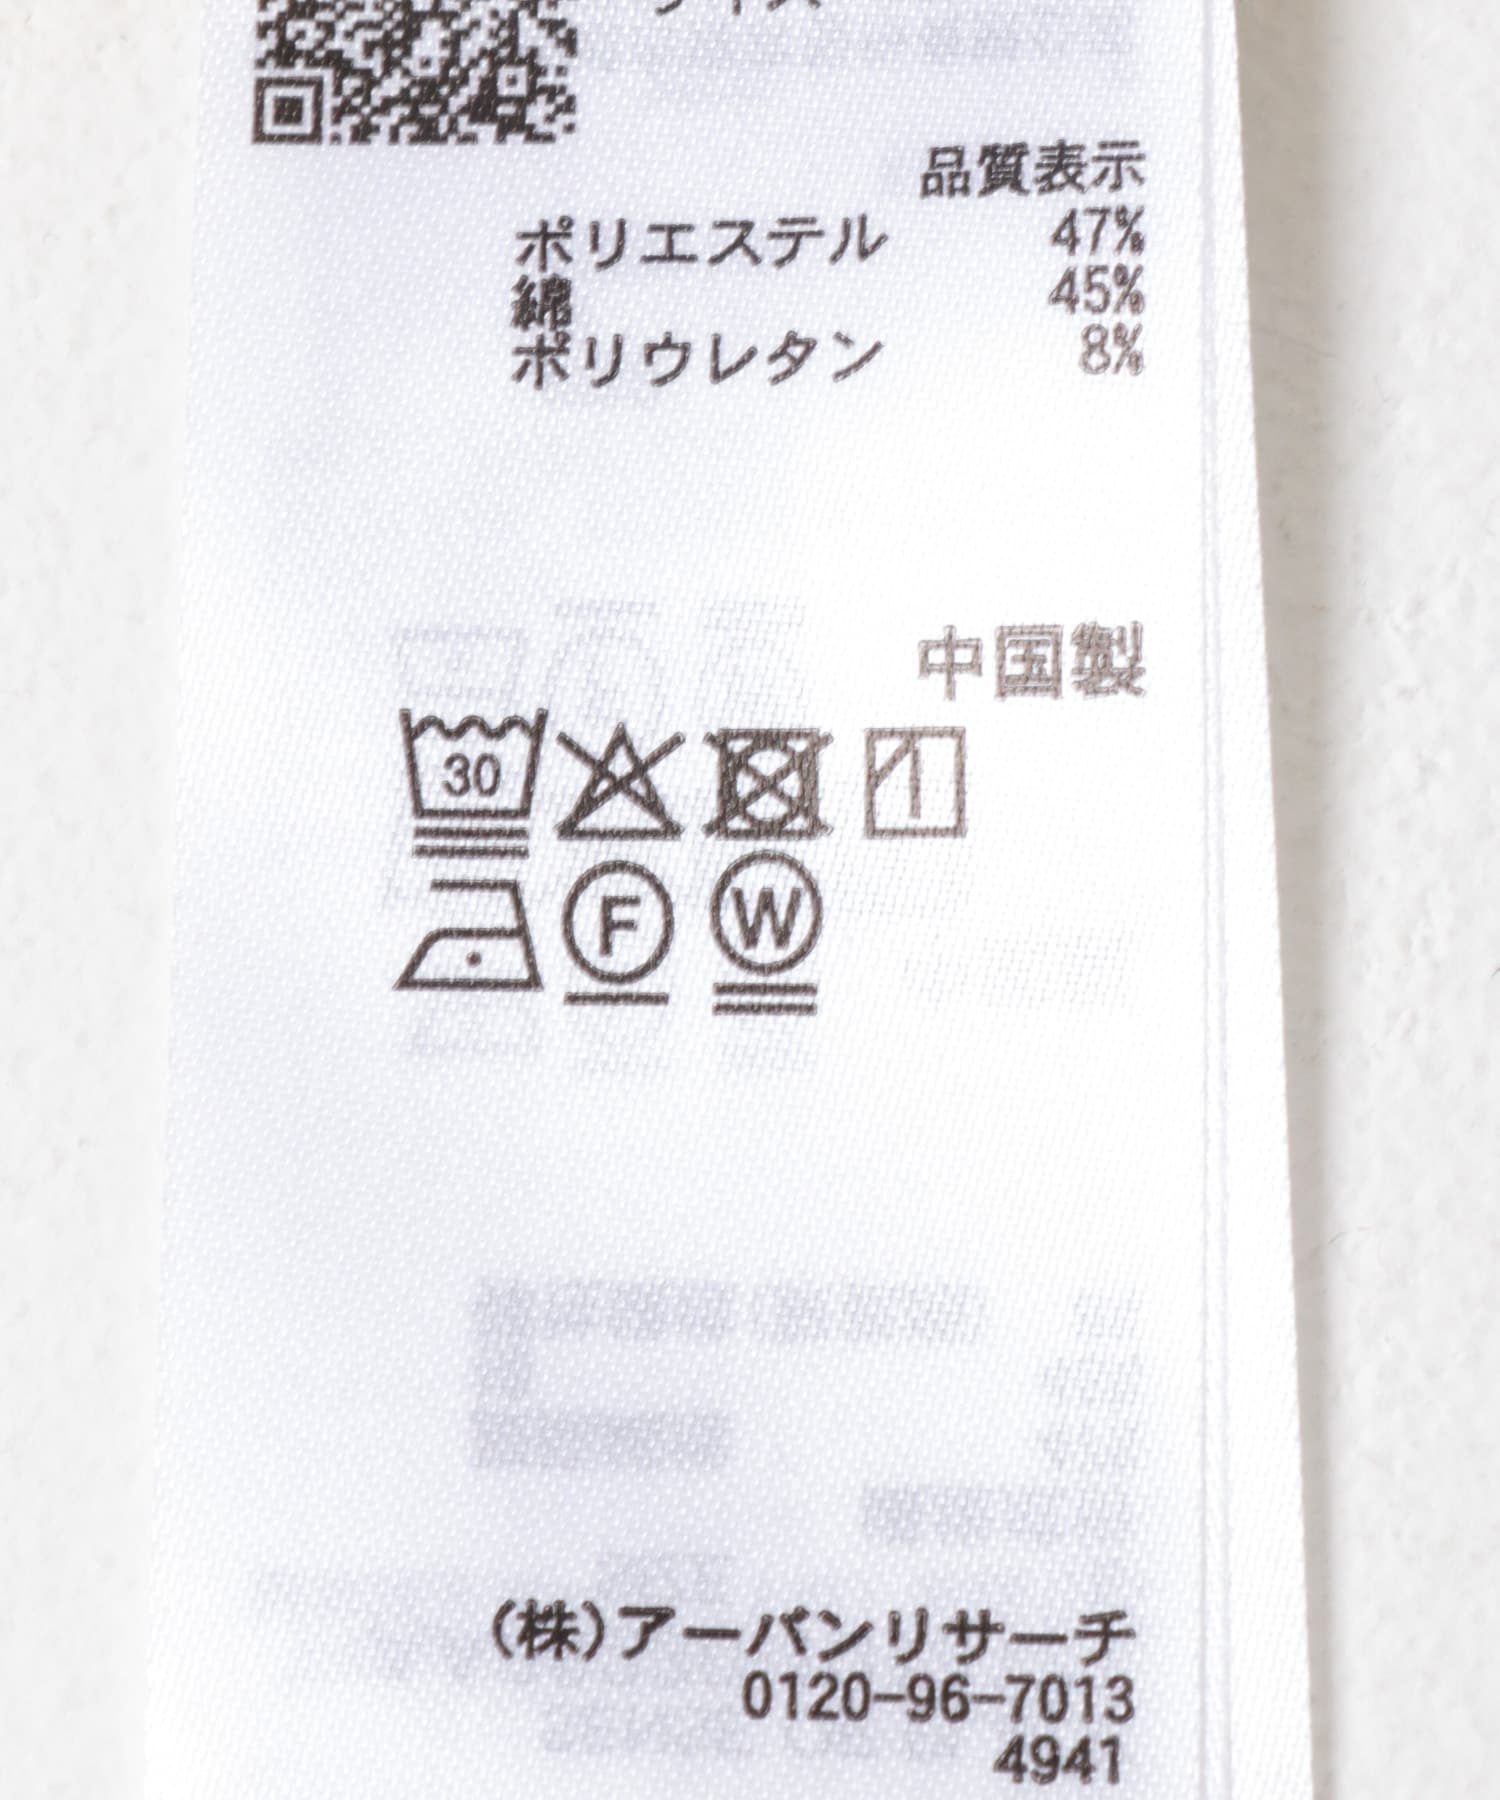 品質表示
ポリエステル 47%
綿 45%
ポリウレタン 8%
中国製
30
F W
(株)アーバンリサーチ
0120-96-7013
4941